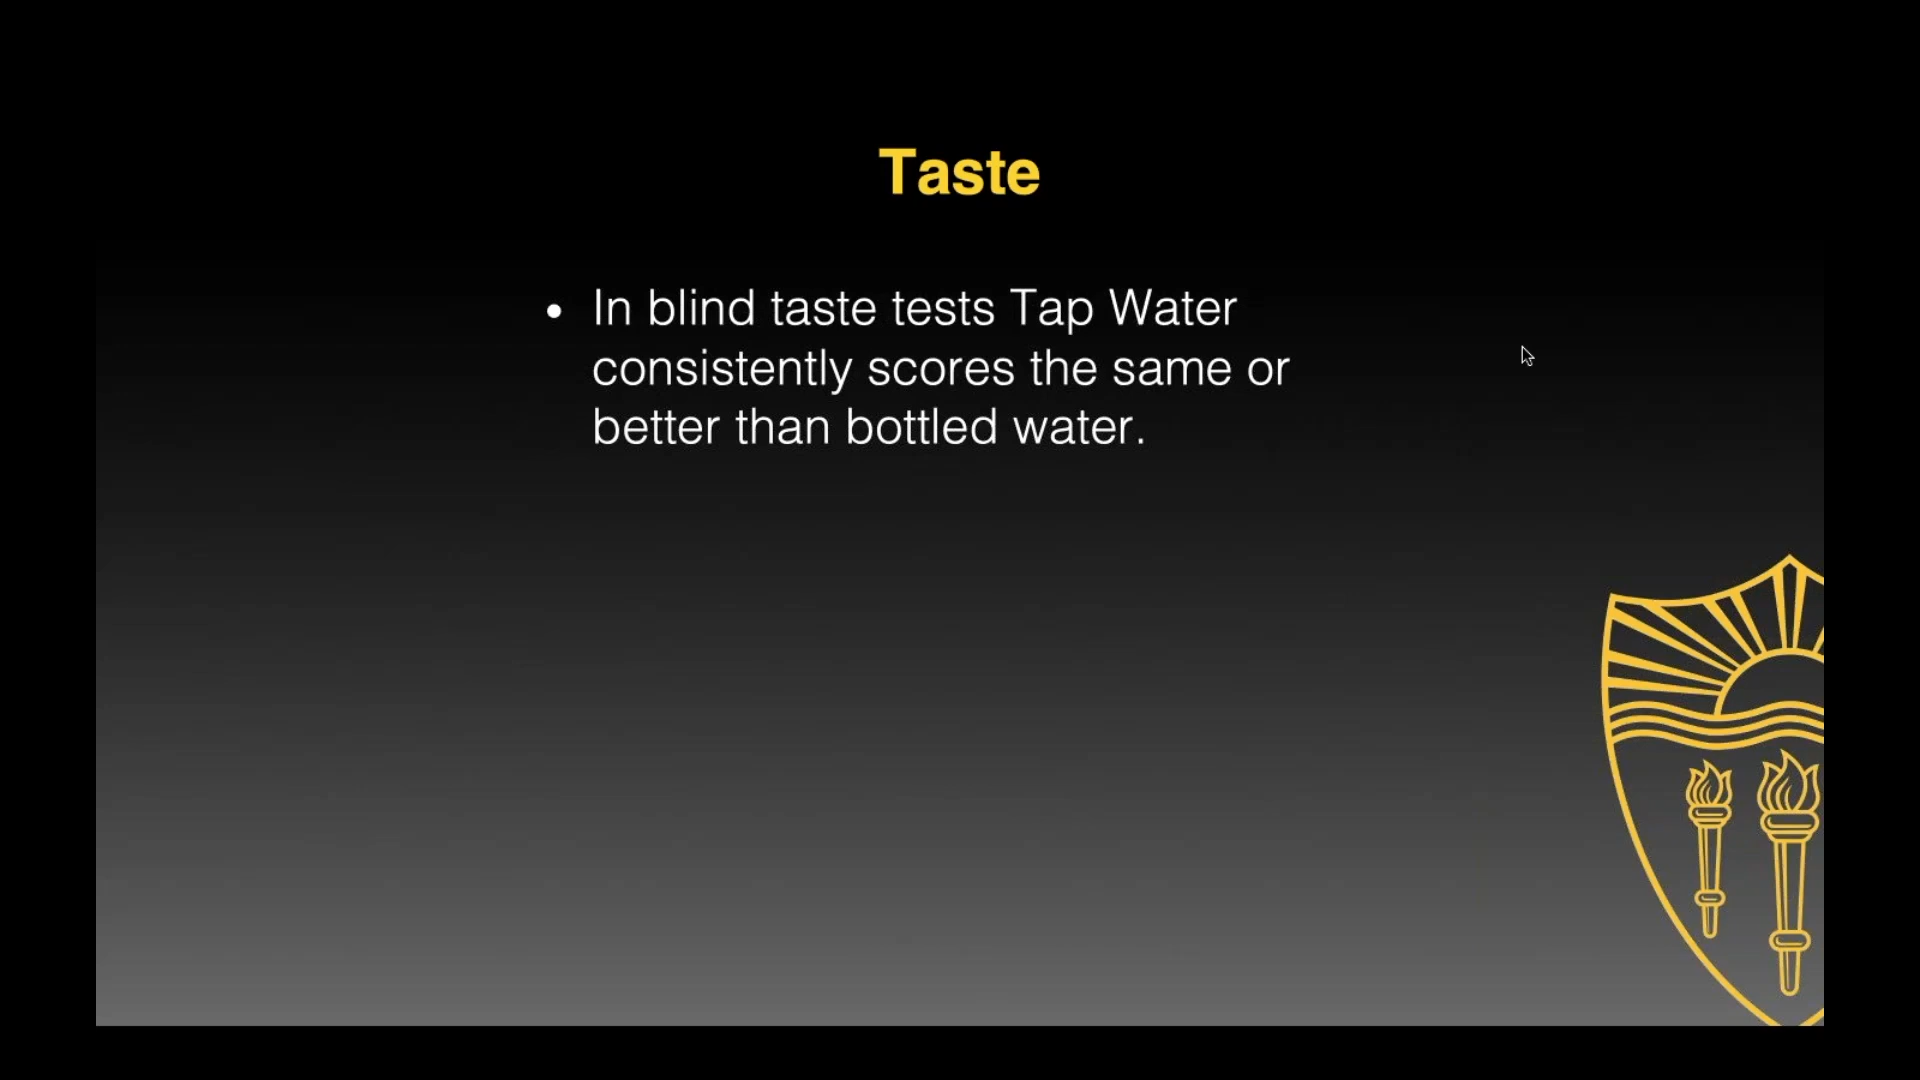 Taste
• In blind taste tests Tap Water
consistently scores the same or
better than bottled water.